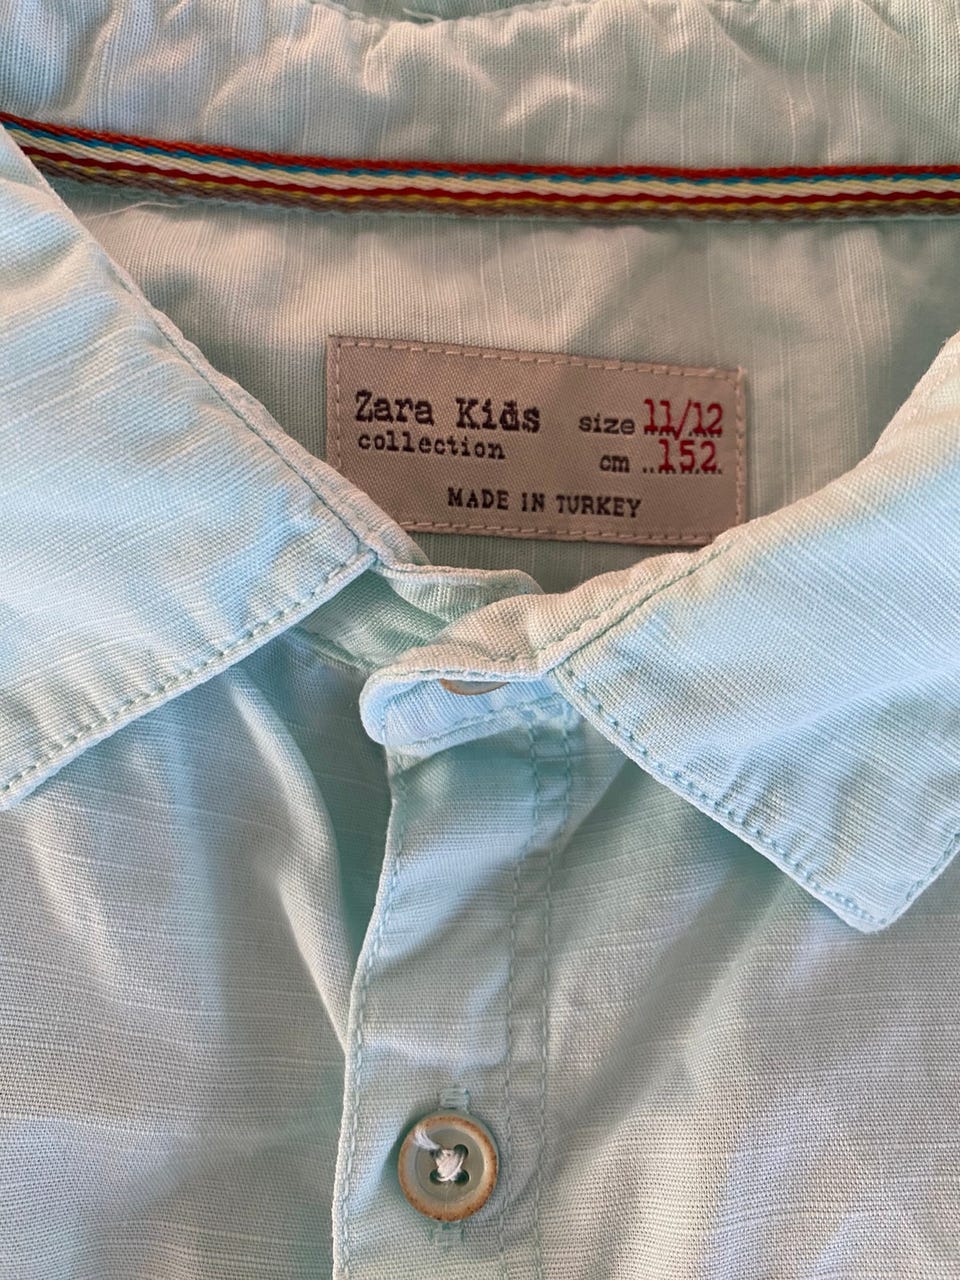 Zara Kids size 11/12
collection cm ..152.
MADE IN TURKEY